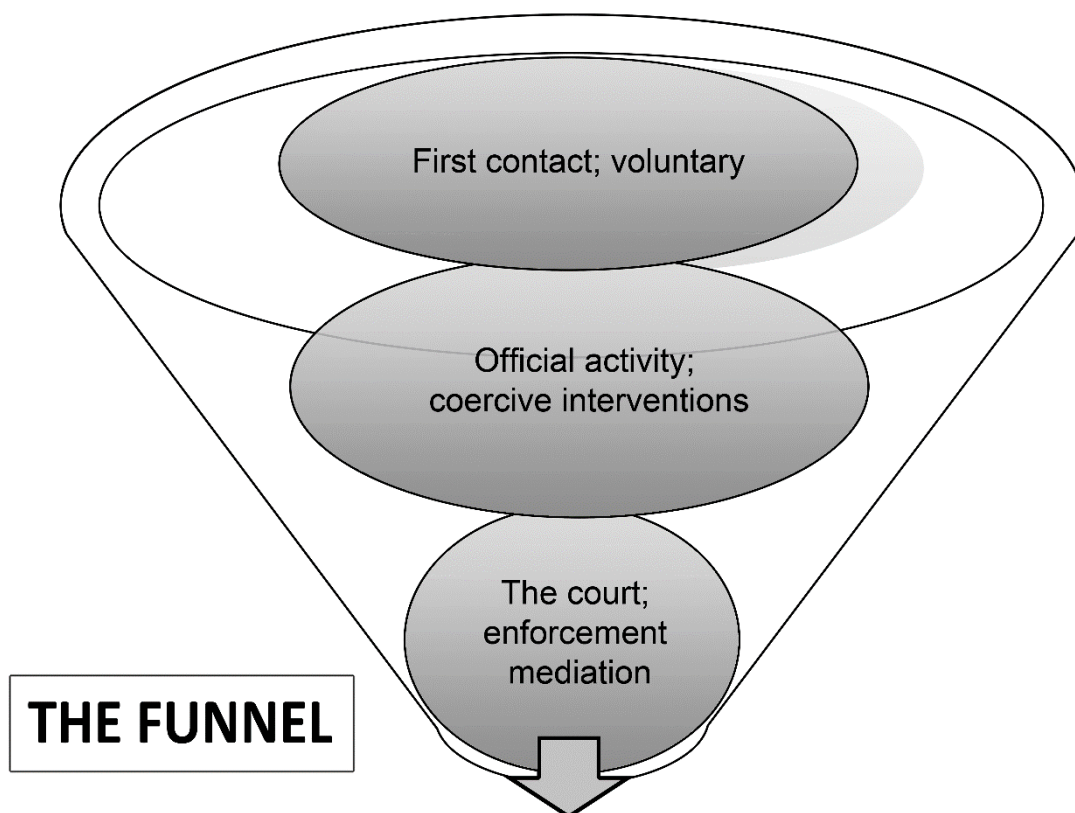 First contact; voluntary
Official activity;
coercive interventions
The court;
enforcement
mediation
THE FUNNEL